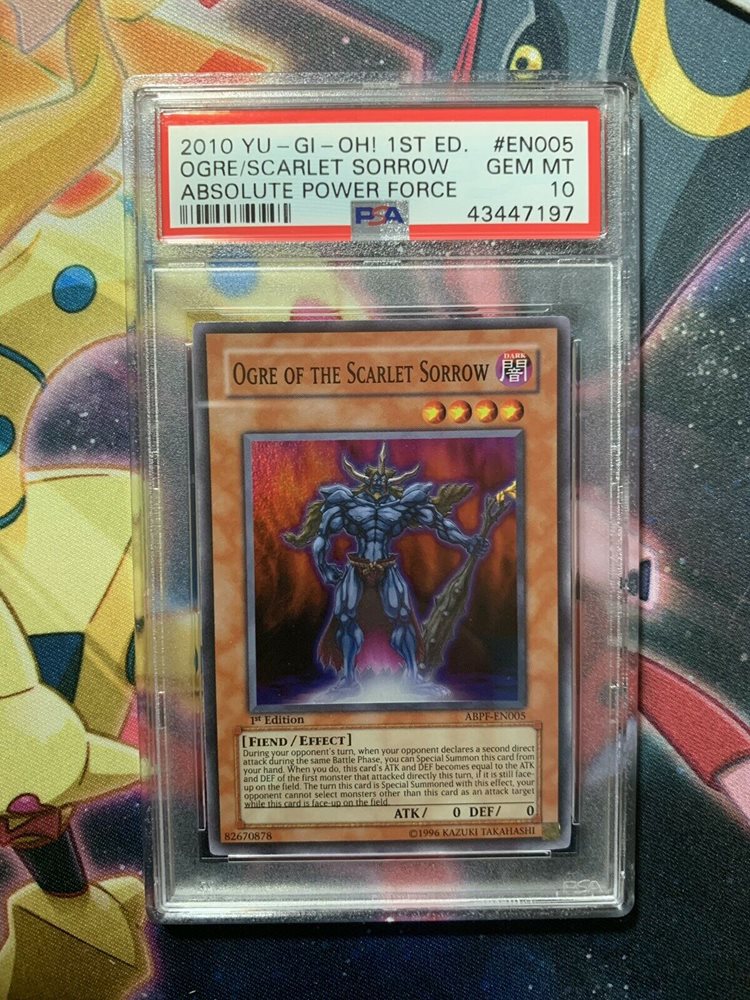 2010 YU-GI-OH! 1ST ED. #EN005
OGRE/SCARLET SORROW GEM MT
ABSOLUTE POWER FORCE 10
PSA 43447197
OGRE OF THE SCARLET SORROW
DARK
闇
1st Edition ABPF-EN005
[FIEND / EFFECT]
During your opponent's turn, when your opponent declares a second direct
attack during the same Battle Phase, you can Special Summon this card from
your hand. When you do, this card's ATK and DEF becomes equal to the ATK
and DEF of the first monster that attacked directly this turn, if it is still face-
up on the field. The turn this card is Special Summoned with this effect, your
opponent cannot select monsters other than this card as an attack target
while this card is face-up on the field.
ATK/ 0 DEF/ 0
82670878 ©1996 KAZUKI TAKAHASHI
PSA